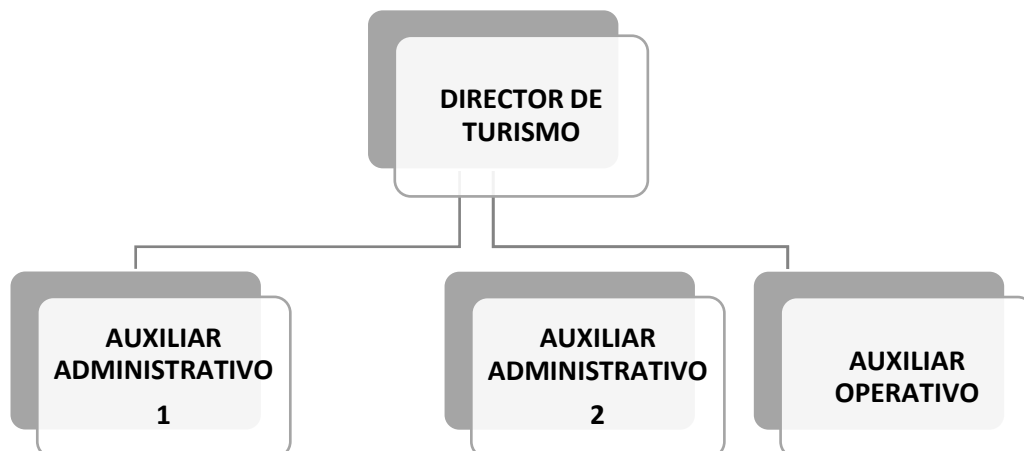 DIRECTOR DE
TURISMO
AUXILIAR
ADMINISTRATIVO
1
AUXILIAR
ADMINISTRATIVO
2
AUXILIAR
OPERATIVO